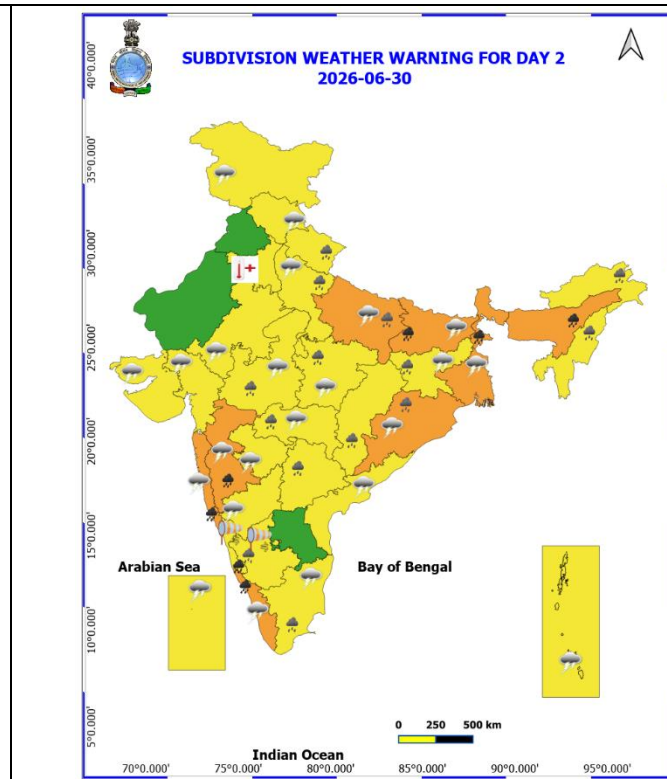 SUBDIVISION WEATHER WARNING FOR DAY 2
2026-06-30
40°0.000'
35°0.000'
30°0.000'
25°0.000'
20°0.000'
15°0.000'
10°0.000'
5°0.000'
Arabian Sea
Bay of Bengal
0 250 500 km
Indian Ocean
70°0.000' 75°0.000' 80°0.000' 85°0.000' 90°0.000' 95°0.000'